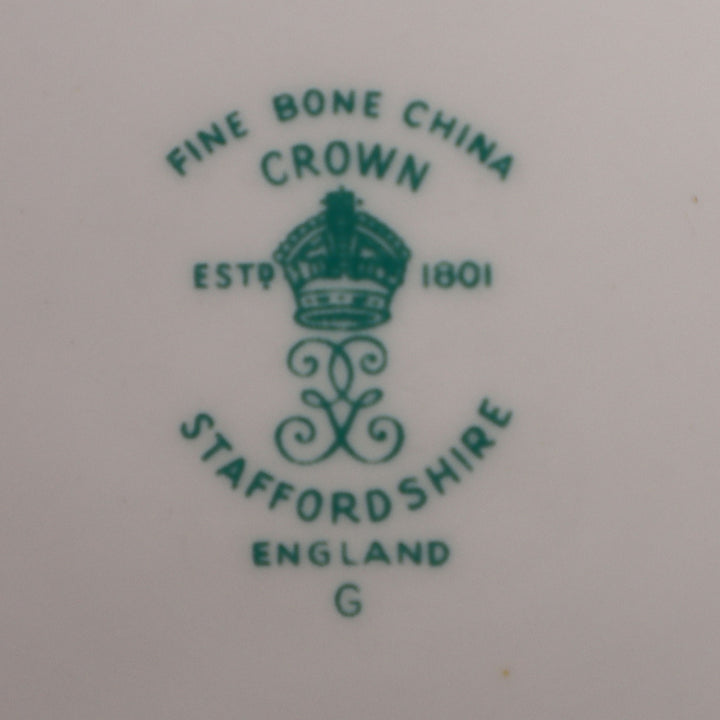 FINE BONE CHINA
CROWN
ESTD 1801
STAFFORDSHIRE
ENGLAND
G